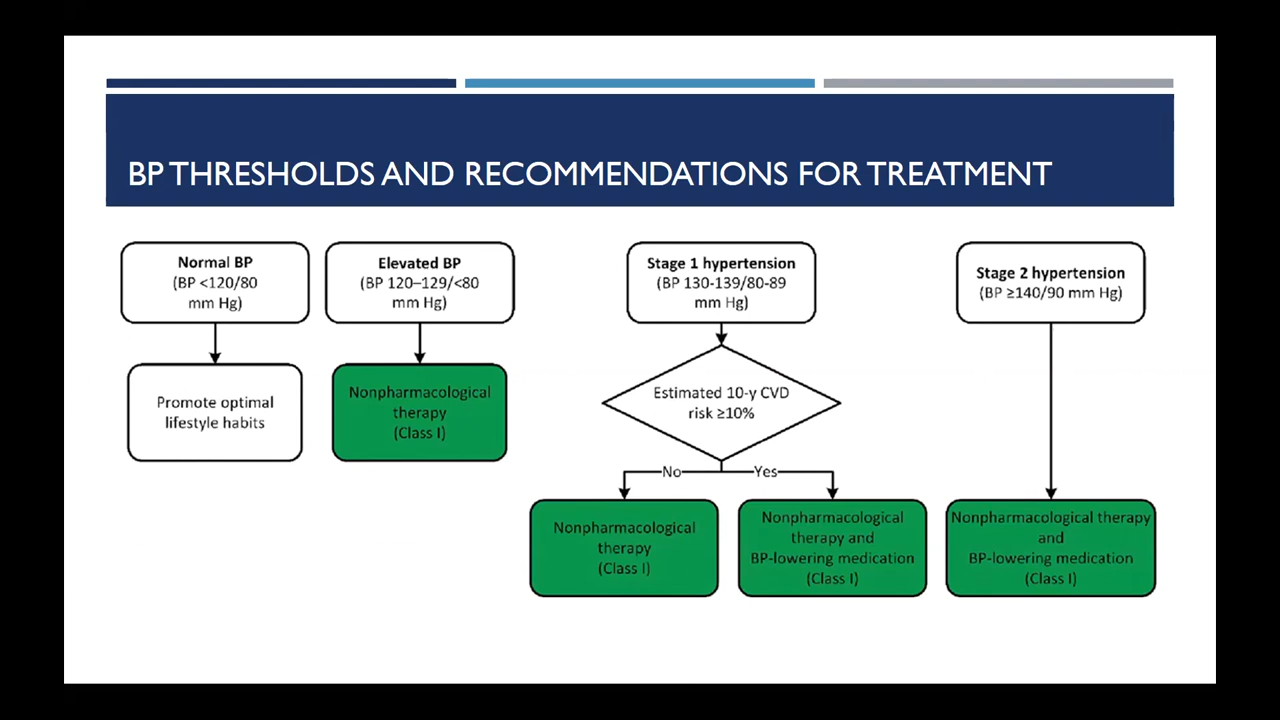 BP THRESHOLDS AND RECOMMENDATIONS FOR TREATMENT
Normal BP
(BP <120/80
mm Hg)
Elevated BP
(BP 120–129/<80
mm Hg)
Stage 1 hypertension
(BP 130-139/80-89
mm Hg)
Stage 2 hypertension
(BP ≥140/90 mm Hg)
Promote optimal
lifestyle habits
Nonpharmacological
therapy
(Class I)
Estimated 10-y CVD
risk ≥10%
No
Yes
Nonpharmacological
therapy
(Class I)
Nonpharmacological
therapy and
BP-lowering medication
(Class I)
Nonpharmacological therapy
and
BP-lowering medication
(Class I)